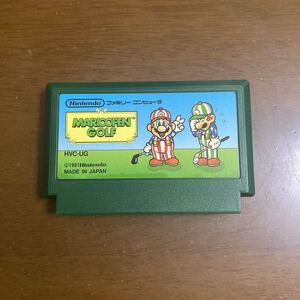 Nintendo ファミリー コンピュータ
MARIO OPEN
GOLF
HVC-UG
©1991 Nintendo
MADE IN JAPAN